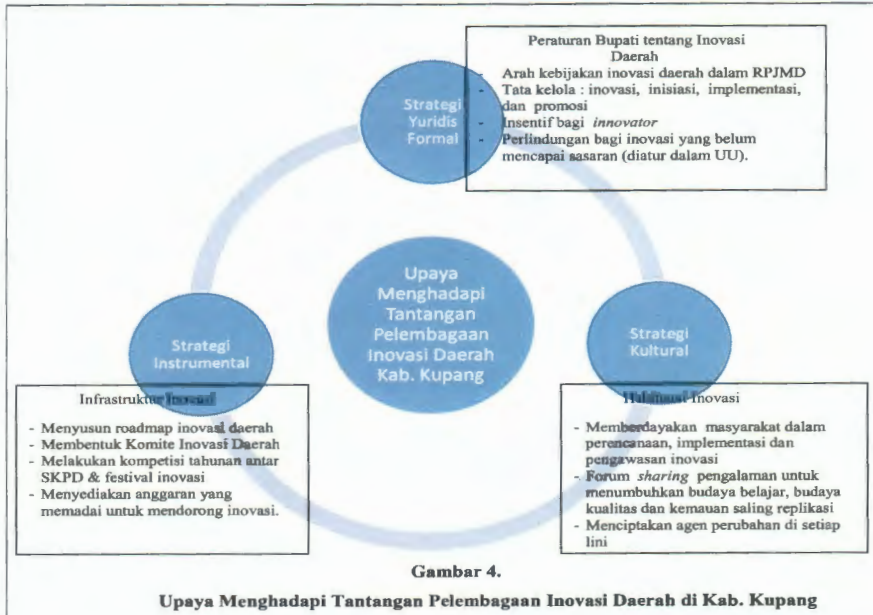 Peraturan Bupati tentang Inovasi
Daerah
- Arah kebijakan inovasi daerah dalam RPJMD
- Tata kelola : inovasi, inisiasi, implementasi,
dan promosi
- Insentif bagi innovator
- Perlindungan bagi inovasi yang belum
mencapai sasaran (diatur dalam UU).
Strategi
Yuridis
Formal
Upaya
Menghadapi
Tantangan
Pelembagaan
Inovasi Daerah
Kab. Kupang
Strategi
Instrumental
Strategi
Kultural
Infrastruktur Inovasi
- Menyusun roadmap inovasi daerah
- Membentuk Komite Inovasi Daerah
- Melakukan kompetisi tahunan antar
SKPD & festival inovasi
- Menyediakan anggaran yang
memadai untuk mendorong inovasi.
Inovasi
- Memberdayakan masyarakat dalam
perencanaan, implementasi dan
pengawasan inovasi
- Forum sharing pengalaman untuk
menumbuhkan budaya belajar, budaya
kualitas dan kemauan saling replikasi
- Menciptakan agen perubahan di setiap
lini
Gambar 4.
Upaya Menghadapi Tantangan Pelembagaan Inovasi Daerah di Kab. Kupang